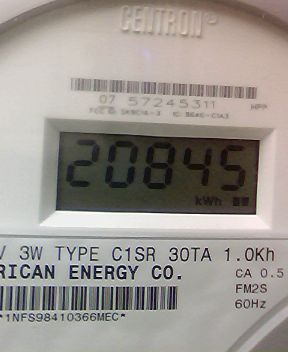 CENTRON®
07 57245311
HPP
20845
kWh
V 3W TYPE C1SR 30TA 1.0Kh
RICAN ENERGY CO.
CA 0.5
FM2S
60Hz
*1NFS98410366MEC*